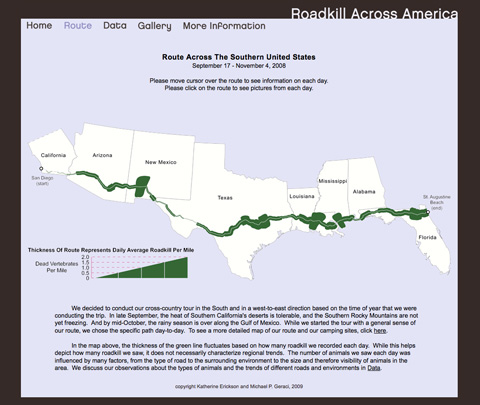 Roadkill Across America
Home Route Data Gallery More Information
Route Across The Southern United States
September 17 - November 4, 2008
Please move cursor over the route to see information on each day.
Please click on the route to see pictures from each day.
California
Arizona
New Mexico
Texas
Louisiana
Mississippi
Alabama
Florida
San Diego
(start)
St Augustine
Beach
(end)
Thickness Of Route Represents Daily Average Roadkill Per Mile
Dead Vertebrates
Per Mile
2.0
1.5
1.0
0.5
0
We decided to conduct our cross-country tour in the South and in a west-to-east direction based on the time of year that we were
conducting the trip. In late September, the heat of Southern California's deserts is tolerable, and the Southern Rocky Mountains are not
yet freezing. And by mid-October, the rainy season is over along the Gulf of Mexico. While we started the tour with a general sense of
our route, we chose the specific path day-to-day. To see a more detailed map of our route and our camping sites, click here.
In the map above, the thickness of the green line fluctuates based on how many roadkill we recorded each day. While this helps
depict how many roadkill we saw, it does not necessarily characterize regional trends. The number of animals we saw each day was
influenced by many factors, from the type of road to the surrounding environment to the size and therefore visibility of animals in the
area. We discuss our observations about the types of animals and the trends of different roads and environments in Data.
copyright Katherine Erickson and Michael P. Geraci, 2009